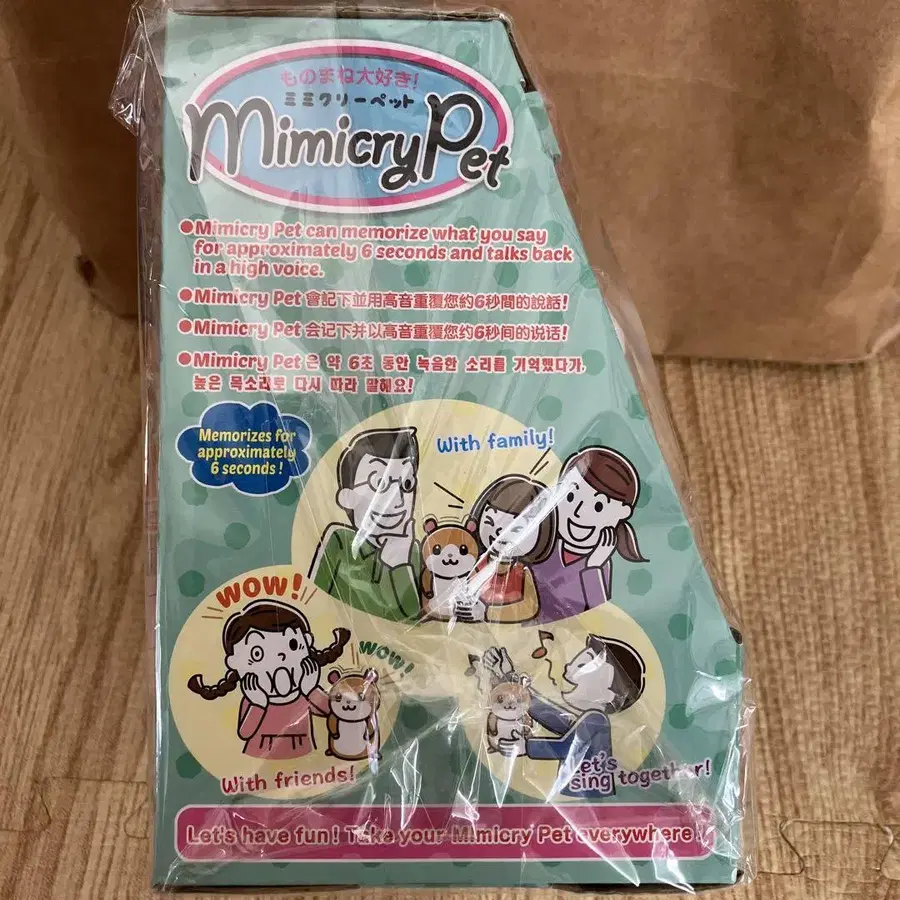 ものまね大好き!
ミミクリーペット
Mimicry Pet
●Mimicry Pet can memorize what you say
for approximately 6 seconds and talks back
in a high voice.
●Mimicry Pet 會記下並用高音重覆您約6秒間的說話!
●Mimicry Pet 会记下并以高音重覆您约6秒间的说话!
●Mimicry Pet 은 약 6초 동안 녹음한 소리를 기억했다가,
높은 목소리로 다시 따라 말해요!
Memorizes for
approximately
6 seconds!
With family!
WOW!
WOW!
With friends!
Let's
sing together!
Let's have fun! Take your Mimicry Pet everywhere